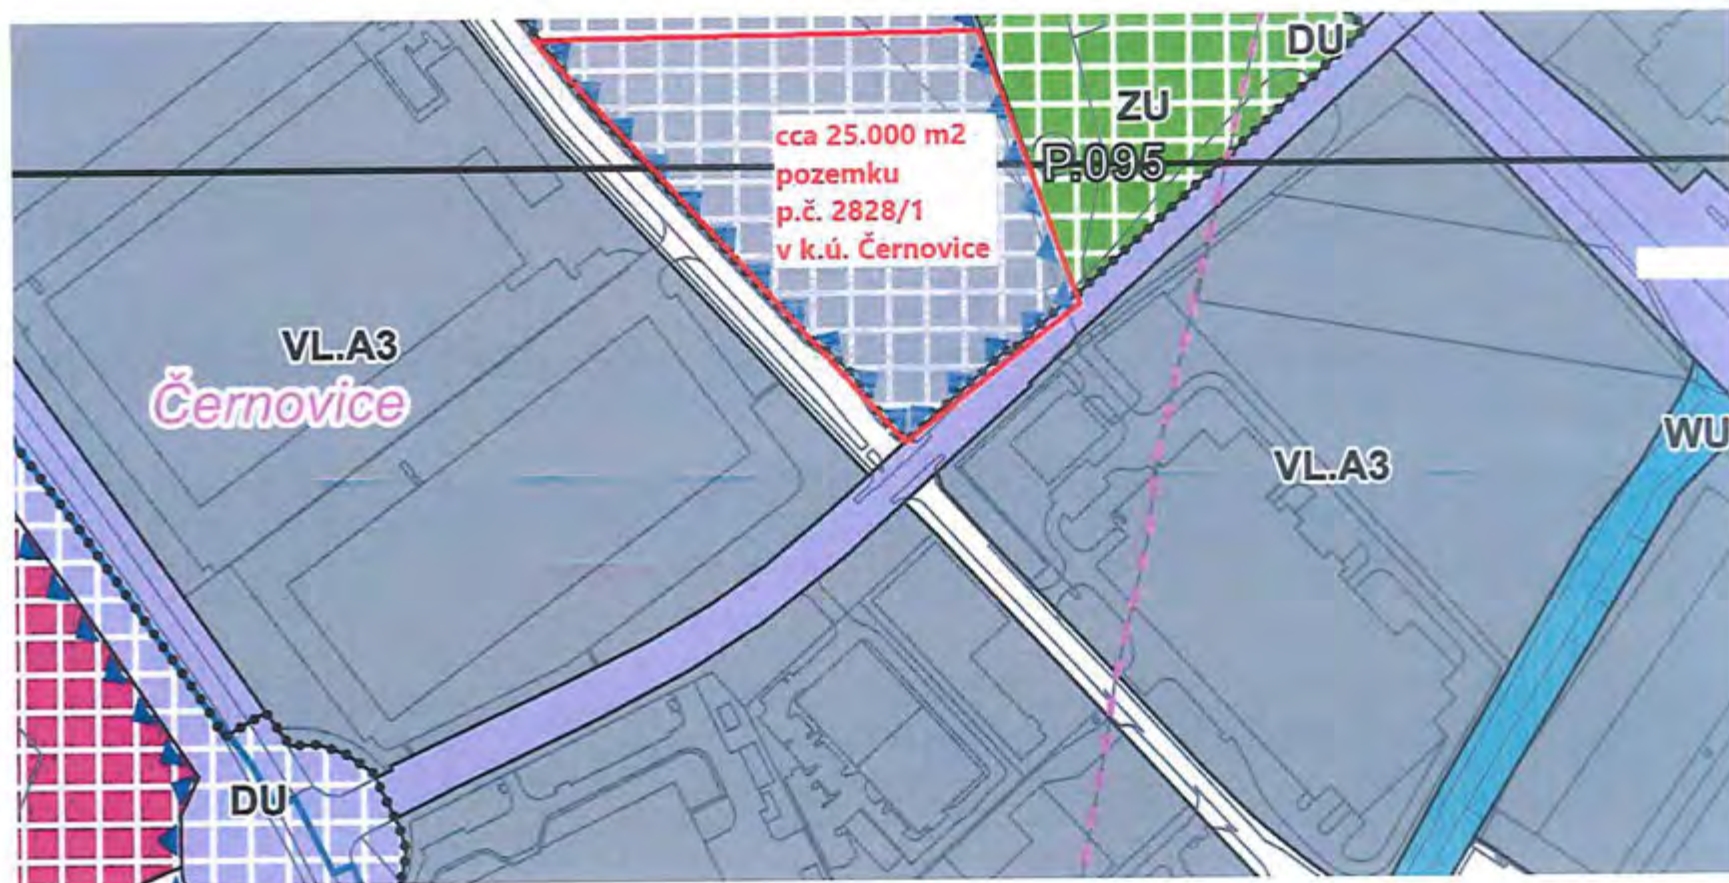 DU
ZU
cca 25.000 m2
pozemku
p.č. 2828/1
v k.ú. Černovice
P.095
VL.A3
Černovice
WU
VL.A3
DU